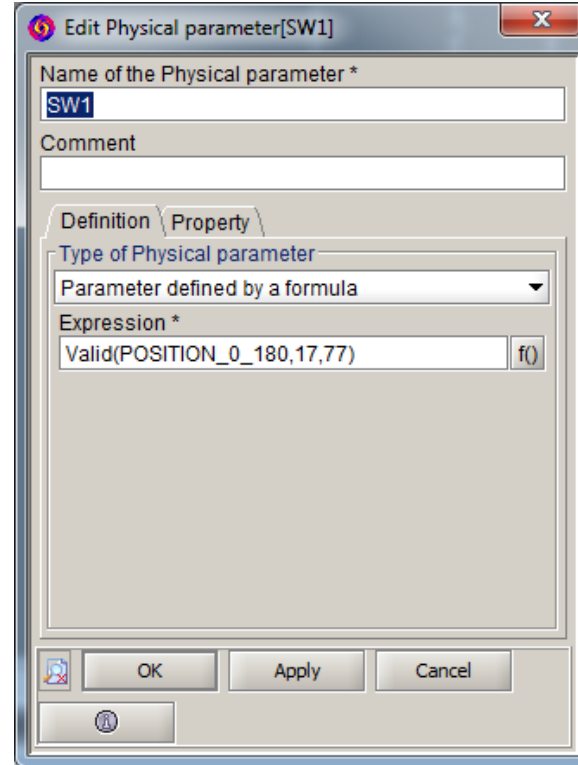 Edit Physical parameter[SW1]
Name of the Physical parameter *
SW1
Comment
Definition Property
Type of Physical parameter
Parameter defined by a formula
Expression *
Valid(POSITION_0_180,17,77) f()
OK Apply Cancel